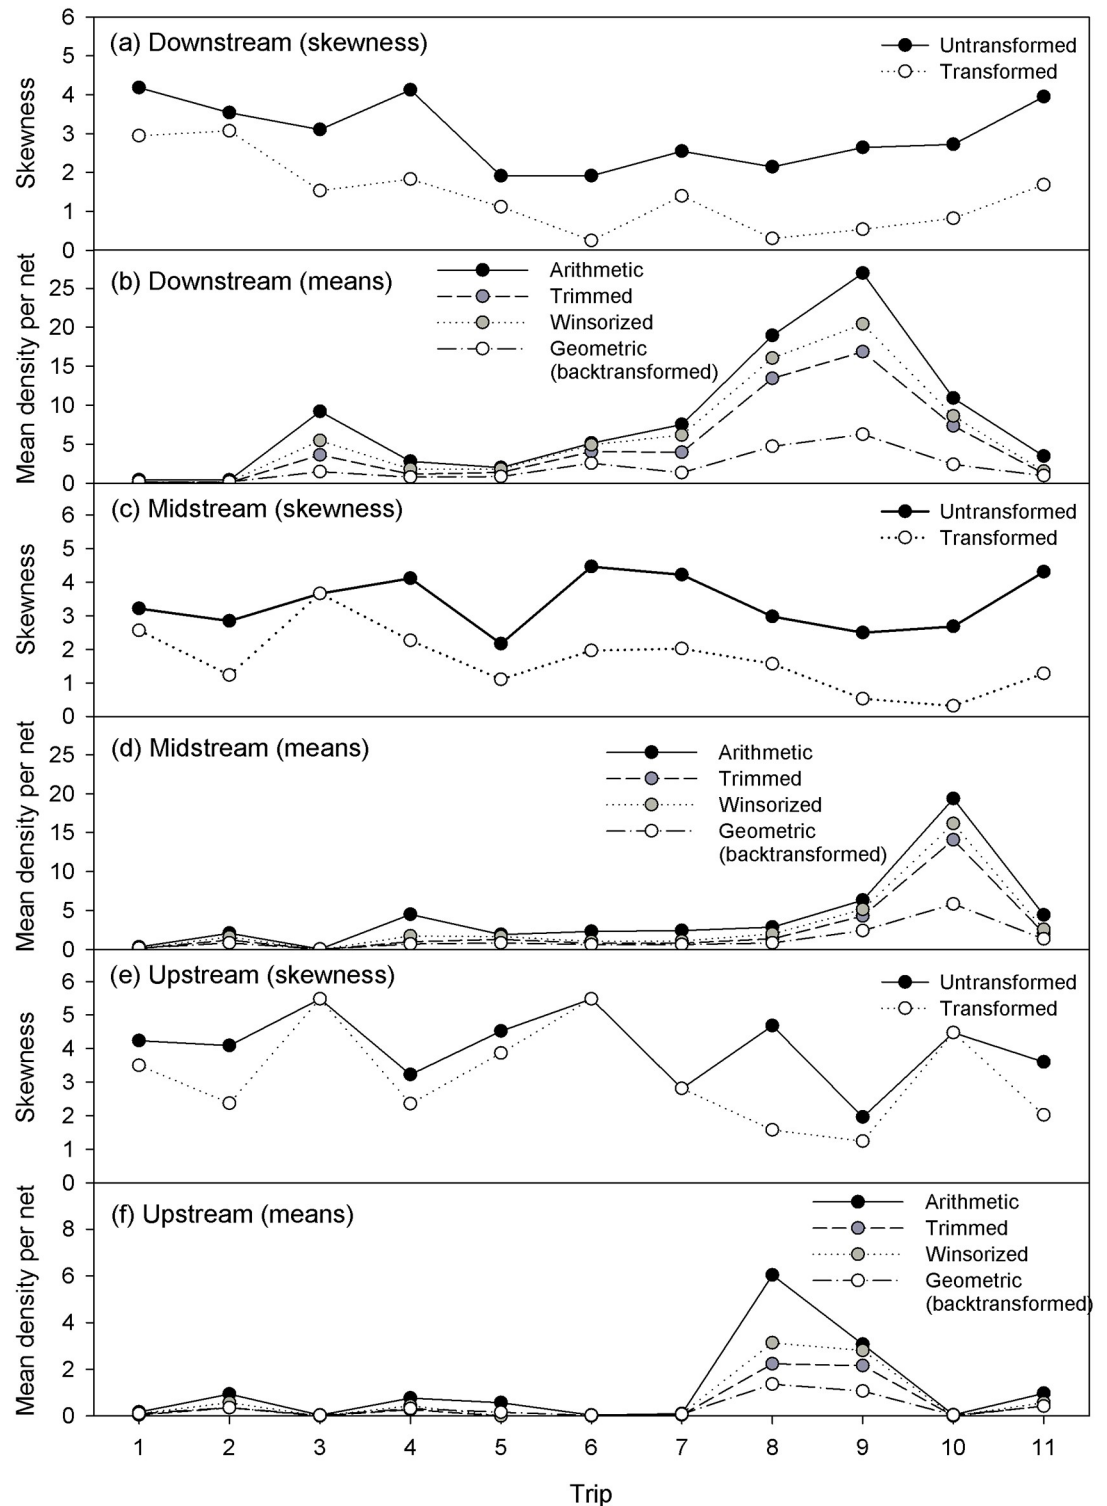 6
5
4
3
2
1
0
Skewness
(a) Downstream (skewness)
Untransformed
Transformed
25
20
15
10
5
0
Mean density per net
(b) Downstream (means)
Arithmetic
Trimmed
Winsorized
Geometric
(backtransformed)
6
5
4
3
2
1
0
Skewness
(c) Midstream (skewness)
Untransformed
Transformed
25
20
15
10
5
0
Mean density per net
(d) Midstream (means)
Arithmetic
Trimmed
Winsorized
Geometric
(backtransformed)
6
5
4
3
2
1
0
Skewness
(e) Upstream (skewness)
Untransformed
Transformed
8
6
4
2
0
Mean density per net
(f) Upstream (means)
Arithmetic
Trimmed
Winsorized
Geometric
(backtransformed)
1 2 3 4 5 6 7 8 9 10 11
Trip